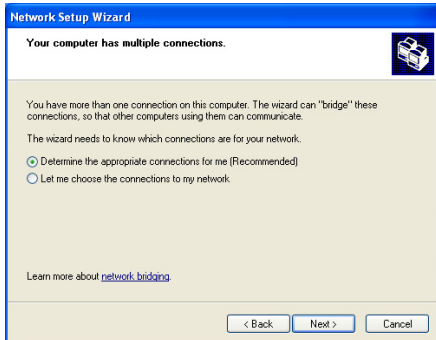 Network Setup Wizard
Your computer has multiple connections.
You have more than one connection on this computer. The wizard can "bridge" these
connections, so that other computers using them can communicate.
The wizard needs to know which connections are for your network.
Determine the appropriate connections for me (Recommended)
Let me choose the connections to my network
Learn more about network bridging.
< Back Next > Cancel